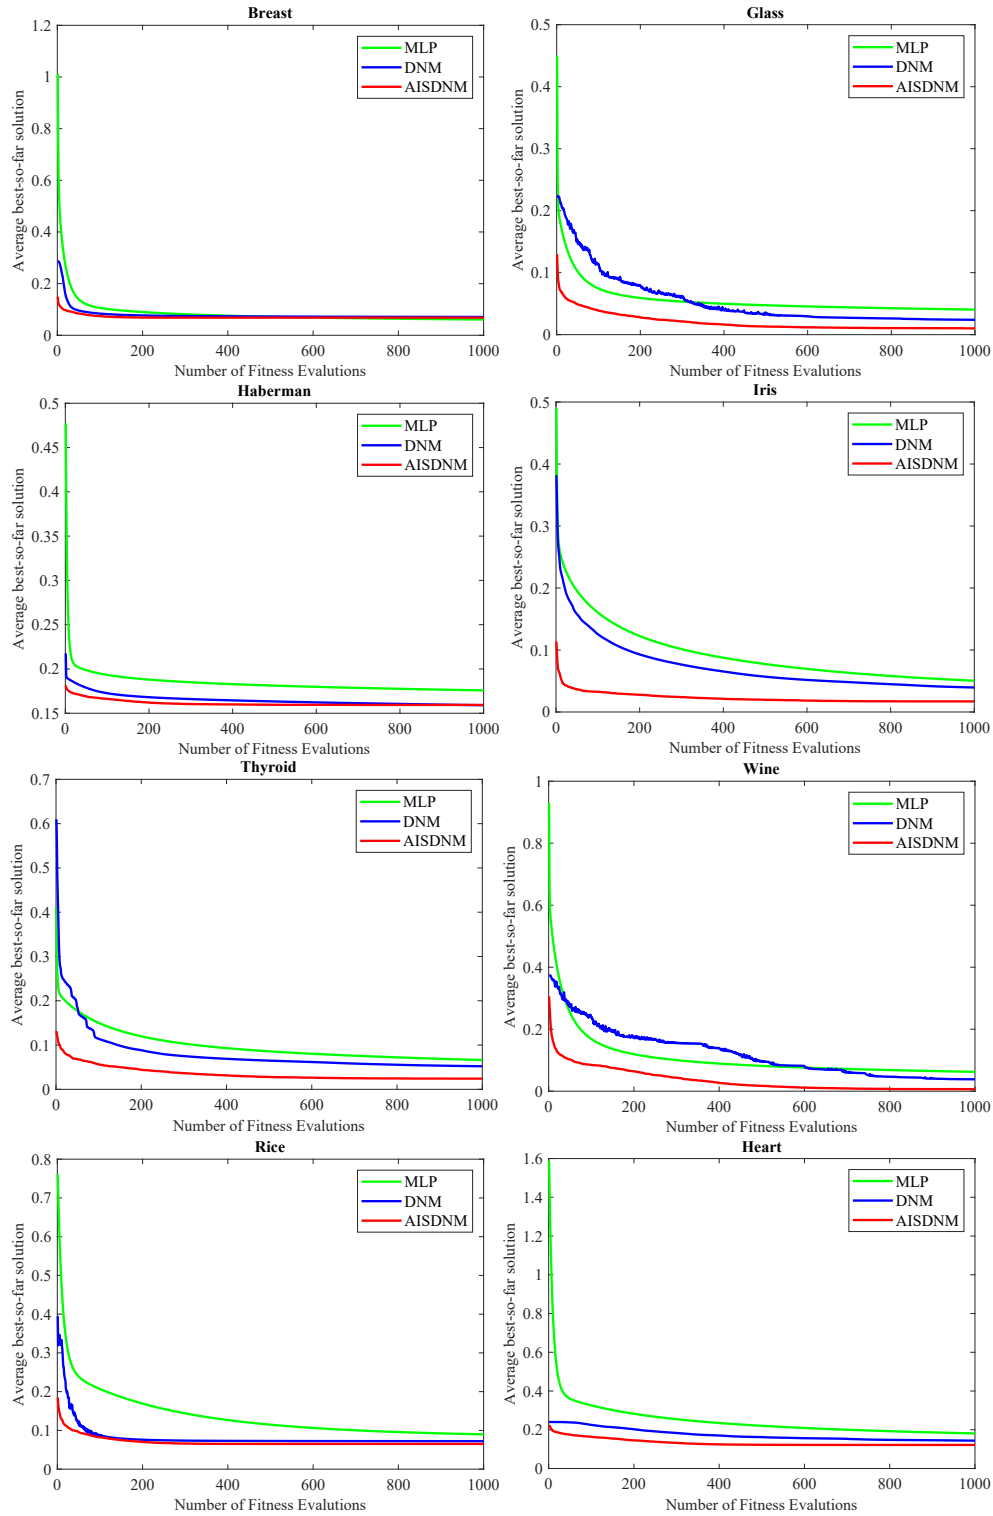 Breast
Average best-so-far solution
1.2
1
0.8
0.6
0.4
0.2
0
MLP
DNM
AISDNM
0 200 400 600 800 1000
Number of Fitness Evalutions
Glass
Average best-so-far solution
0.5
0.4
0.3
0.2
0.1
0
MLP
DNM
AISDNM
0 200 400 600 800 1000
Number of Fitness Evalutions
Haberman
Average best-so-far solution
0.5
0.45
0.4
0.35
0.3
0.25
0.2
0.15
MLP
DNM
AISDNM
0 200 400 600 800 1000
Number of Fitness Evalutions
Iris
Average best-so-far solution
0.5
0.4
0.3
0.2
0.1
0
MLP
DNM
AISDNM
0 200 400 600 800 1000
Number of Fitness Evalutions
Thyroid
Average best-so-far solution
0.7
0.6
0.5
0.4
0.3
0.2
0.1
0
MLP
DNM
AISDNM
0 200 400 600 800 1000
Number of Fitness Evalutions
Wine
Average best-so-far solution
1
0.8
0.6
0.4
0.2
0
MLP
DNM
AISDNM
0 200 400 600 800 1000
Number of Fitness Evalutions
Rice
Average best-so-far solution
0.8
0.7
0.6
0.5
0.4
0.3
0.2
0.1
0
MLP
DNM
AISDNM
0 200 400 600 800 1000
Number of Fitness Evalutions
Heart
Average best-so-far solution
1.6
1.4
1.2
1
0.8
0.6
0.4
0.2
0
MLP
DNM
AISDNM
0 200 400 600 800 1000
Number of Fitness Evalutions